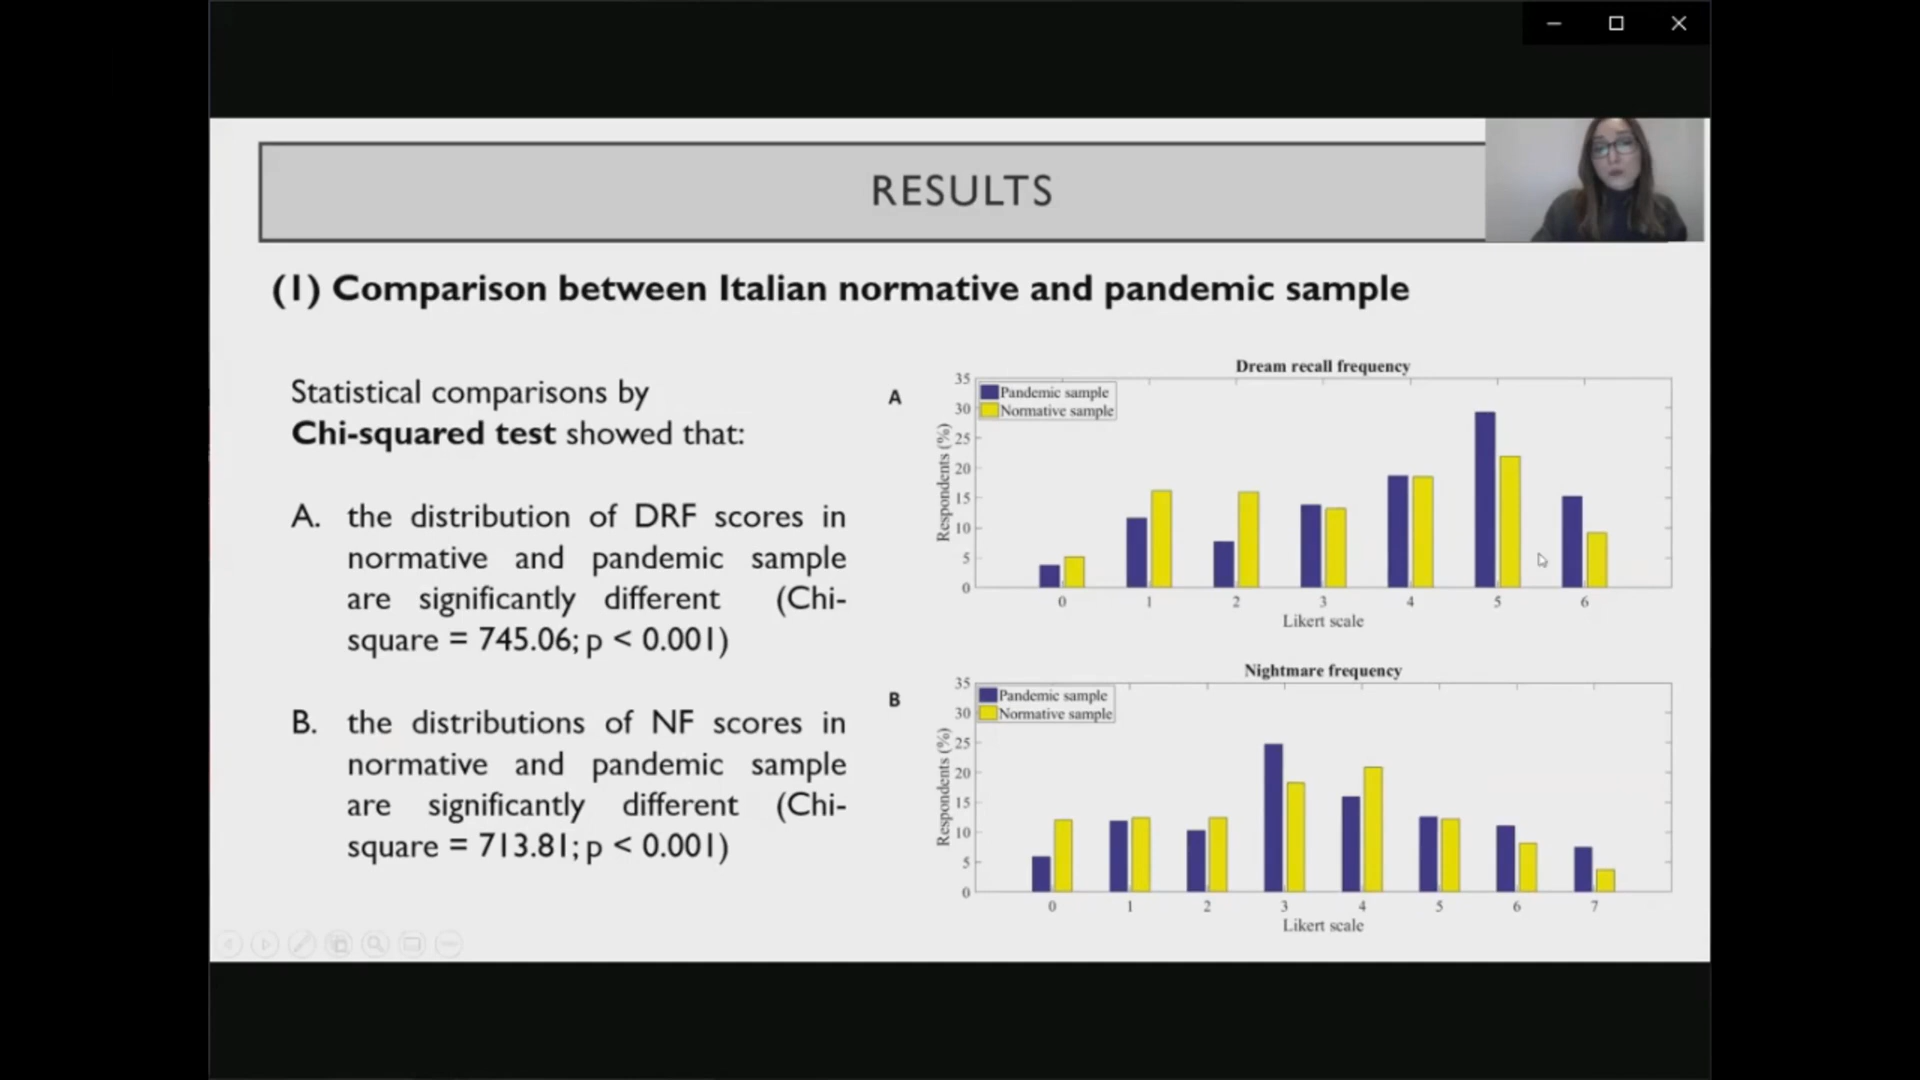 RESULTS
(1) Comparison between Italian normative and pandemic sample
Statistical comparisons by
Chi-squared test showed that:
A. the distribution of DRF scores in
normative and pandemic sample
are significantly different (Chi-
square = 745.06; p < 0.001)
B. the distributions of NF scores in
normative and pandemic sample
are significantly different (Chi-
square = 713.81; p < 0.001)
A
Dream recall frequency
Pandemic sample
Normative sample
Respondents (%)
35
30
25
20
15
10
5
0
0 1 2 3 4 5 6
Likert scale
B
Nightmare frequency
Pandemic sample
Normative sample
Respondents (%)
35
30
25
20
15
10
5
0
0 1 2 3 4 5 6 7
Likert scale